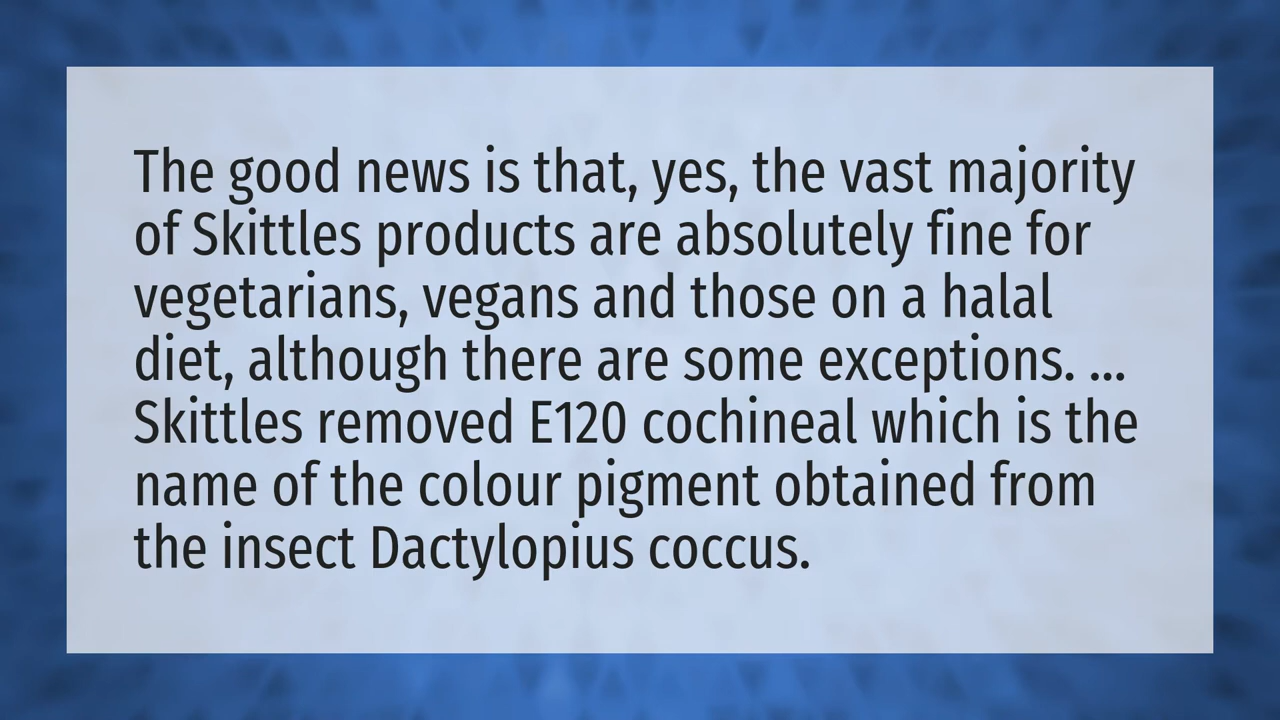 The good news is that, yes, the vast majority
of Skittles products are absolutely fine for
vegetarians, vegans and those on a halal
diet, although there are some exceptions. ...
Skittles removed E120 cochineal which is the
name of the colour pigment obtained from
the insect Dactylopius coccus.